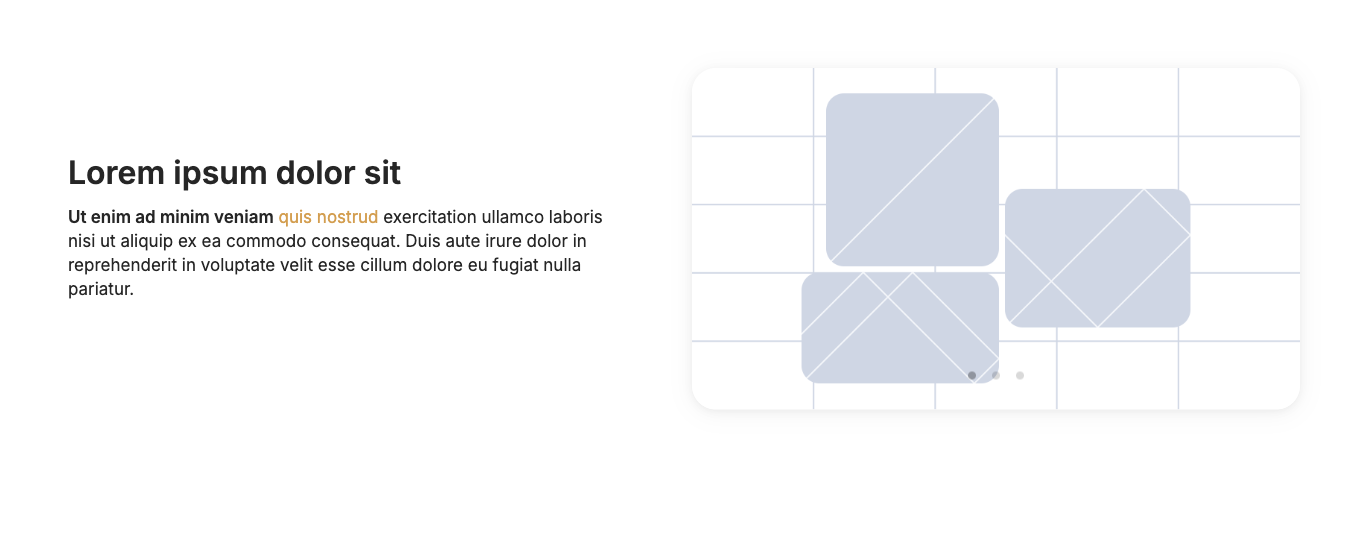 Lorem ipsum dolor sit
Ut enim ad minim veniam quis nostrud exercitation ullamco laboris
nisi ut aliquip ex ea commodo consequat. Duis aute irure dolor in
reprehenderit in voluptate velit esse cillum dolore eu fugiat nulla
pariatur.